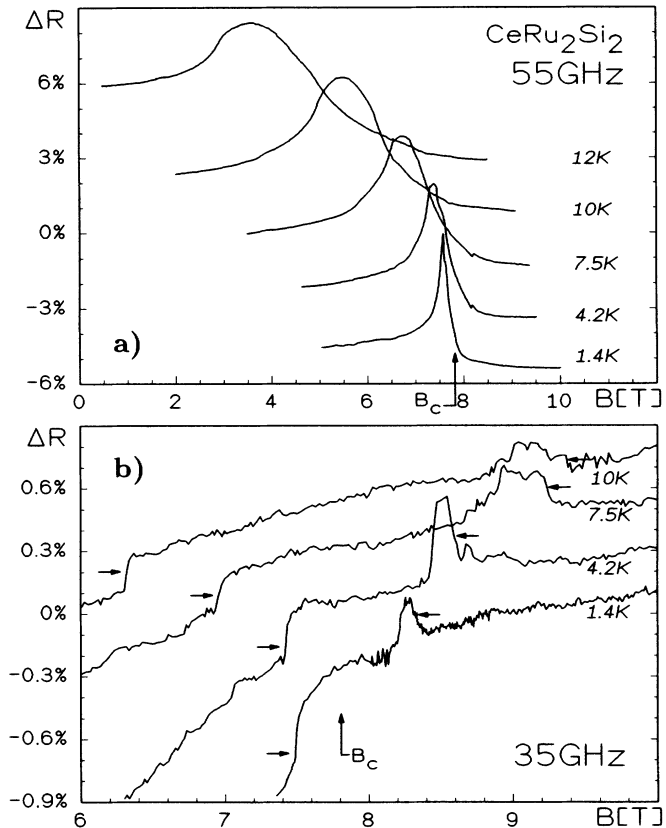 ΔR
CeRu₂Si₂
55GHz
6%
3%
0%
-3%
-6%
12K
10K
7.5K
4.2K
1.4K
a)
B_c
0 2 4 6 8 10 B[T]
ΔR
b)
0.6%
0.3%
0%
-0.3%
-0.6%
-0.9%
10K
7.5K
4.2K
1.4K
B_c
35GHz
6 7 8 9 B[T]